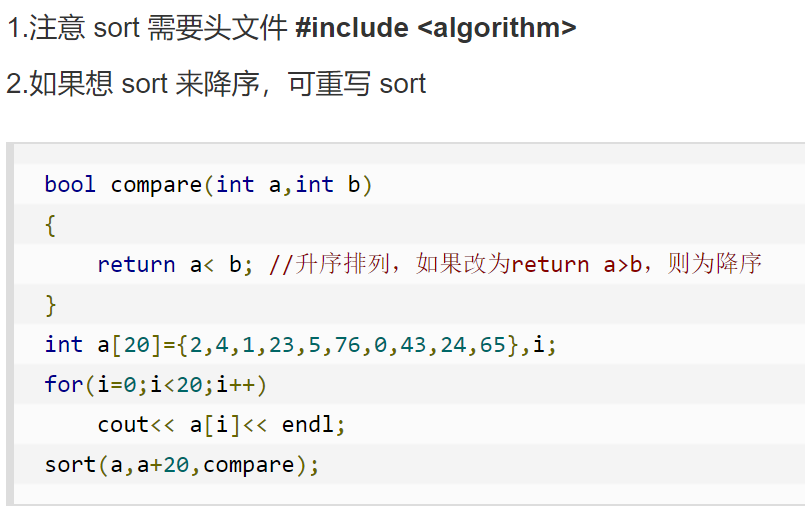 1.注意 sort 需要头文件 #include <algorithm>
2.如果想 sort 来降序，可重写 sort
bool compare(int a,int b)
{
    return a< b; //升序排列，如果改为return a>b，则为降序
}
int a[20]={2,4,1,23,5,76,0,43,24,65},i;
for(i=0;i<20;i++)
    cout<< a[i]<< endl;
sort(a,a+20,compare);